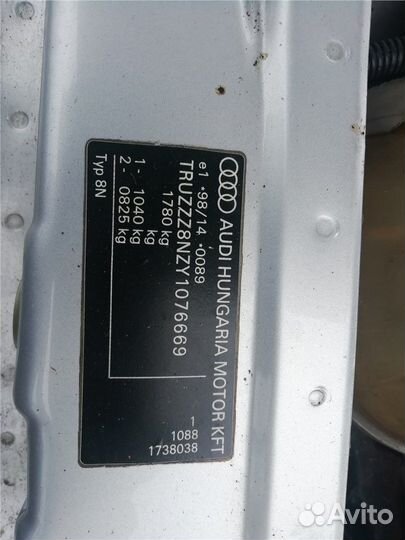 AUDI HUNGARIA MOTOR KFT
e1 *98/14 *0089
TRUZZZ8NZY1076669
1780 kg
kg
1 - 1040 kg
2 - 0825 kg
Typ 8N
1
1088
1738038
Avito